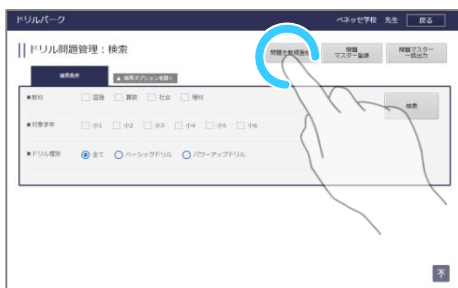 ドリルパーク
ベネッセ学校 先生 戻る
ドリル問題管理：検索
問題を新規登録
問題
マスター登録
問題マスター
一括出力
検索条件
▲ 検索オプションを開く
■教科 国語 算数 社会 理科
検索
■対象学年 小1 小2 小3 小4 小5 小6
■ドリル種別 全て ベーシックドリル パワーアップドリル